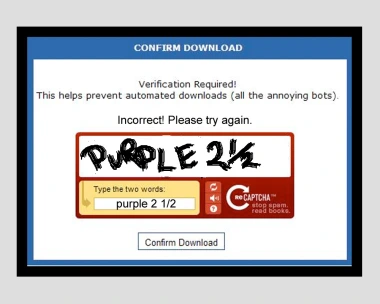 CONFIRM DOWNLOAD
Verification Required!
This helps prevent automated downloads (all the annoying bots).
Incorrect! Please try again.
PURPLE 2½
Type the two words:
purple 2 1/2
reCAPTCHA™
stop spam.
read books.
Confirm Download